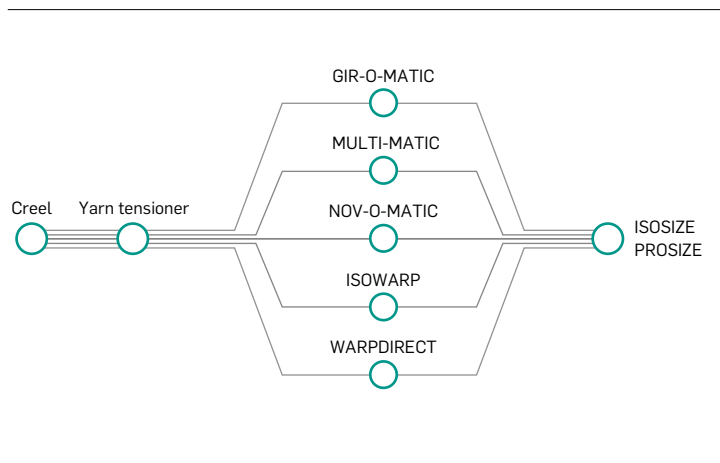 GIR-O-MATIC
MULTI-MATIC
Creel
Yarn tensioner
NOV-O-MATIC
ISOSIZE
PROSIZE
ISOWARP
WARPDIRECT